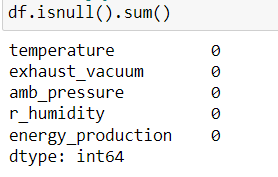 df.isnull().sum()
temperature 0
exhaust_vacuum 0
amb_pressure 0
r_humidity 0
energy_production 0
dtype: int64